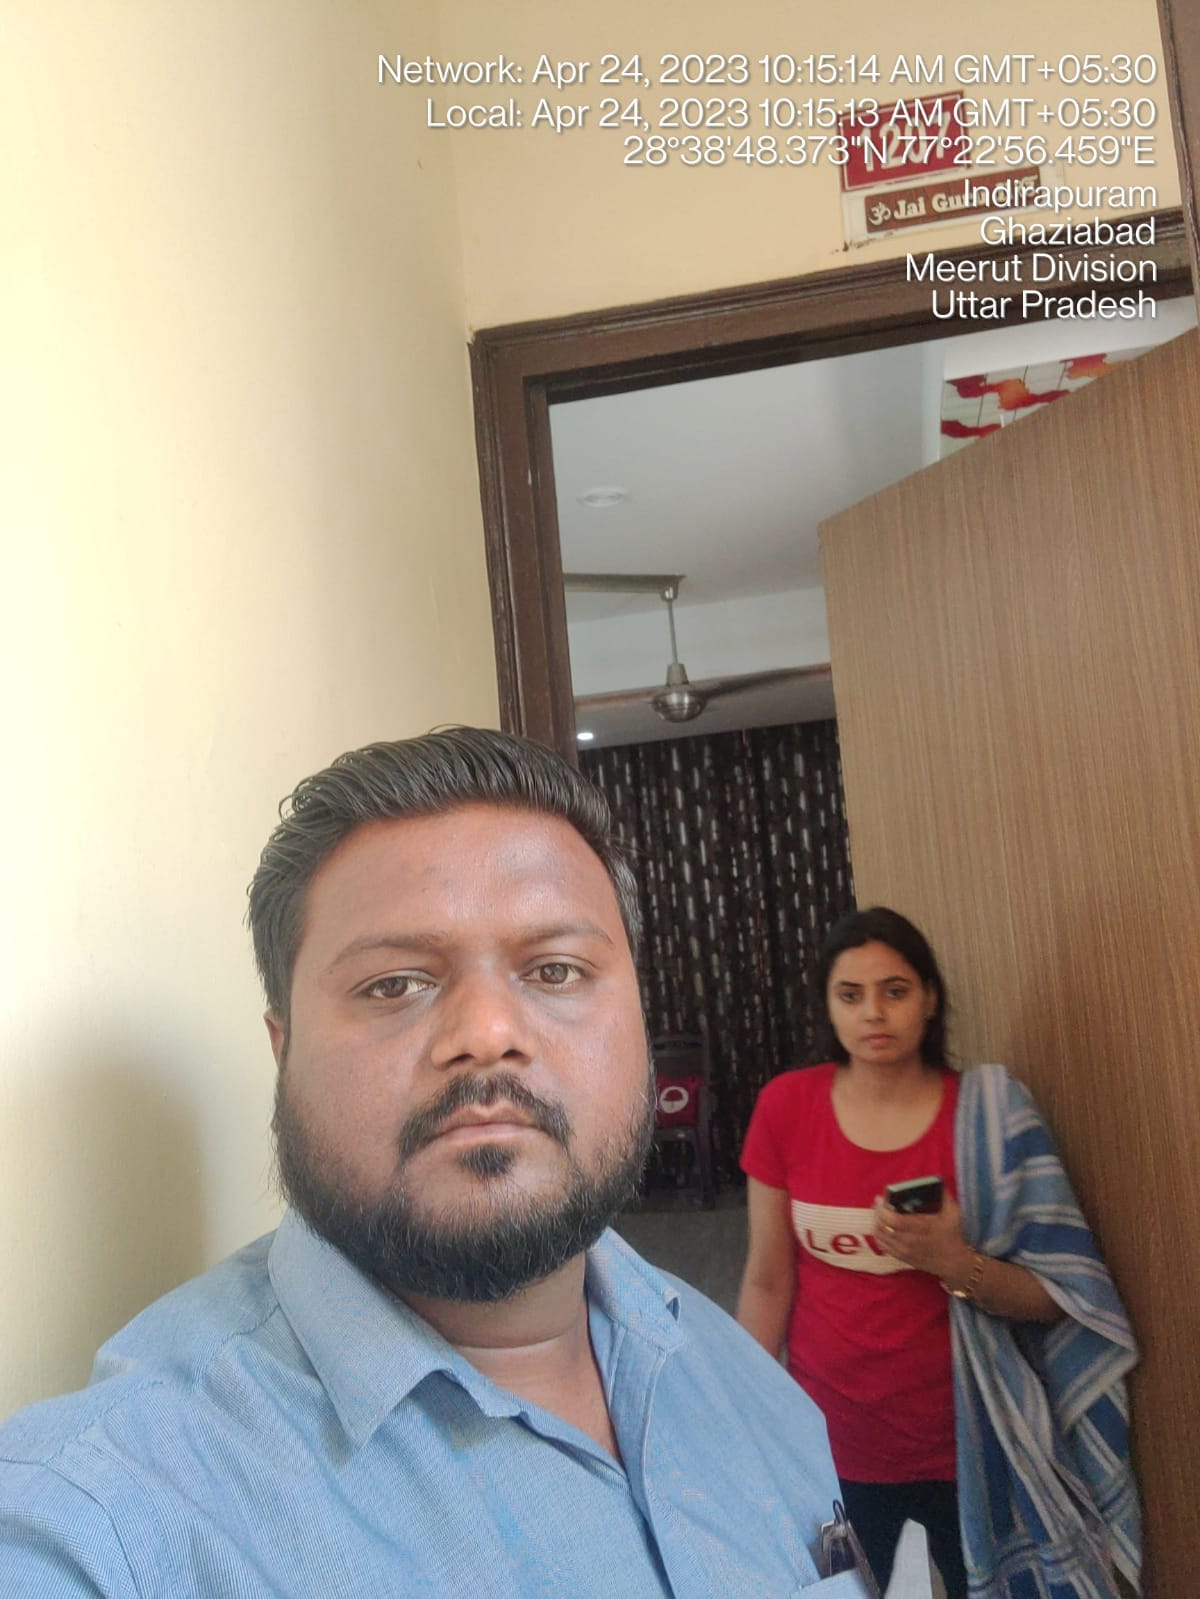 Network: Apr 24, 2023 10:15:14 AM GMT+05:30
Local: Apr 24, 2023 10:15:13 AM GMT+05:30
28°38'48.373"N 77°22'56.459"E
Indirapuram
Ghaziabad
Meerut Division
Uttar Pradesh
1207
ॐ Jai Guru
Lev